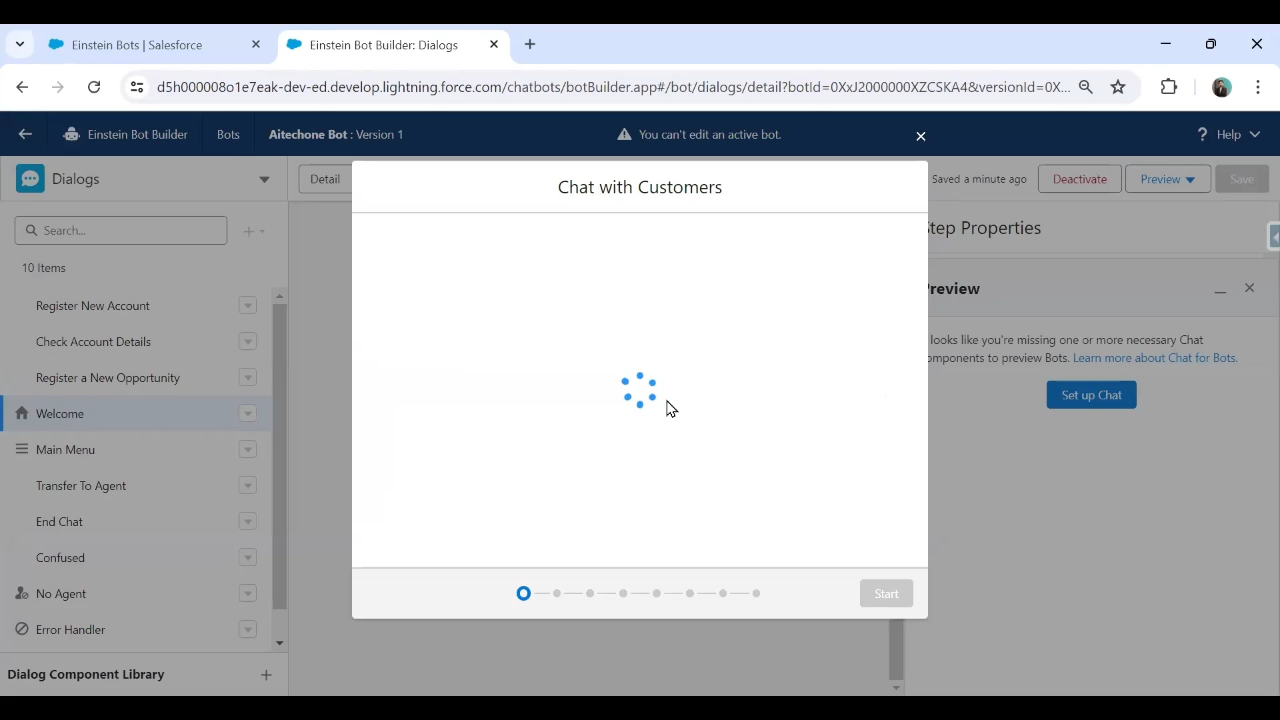 Einstein Bots | Salesforce
Einstein Bot Builder: Dialogs
d5h000008o1e7eak-dev-ed.develop.lightning.force.com/chatbots/botBuilder.app#/bot/dialogs/detail?botId=0XxJ2000000XZCSKA4&versionId=0X...
Einstein Bot Builder
Bots
Aitechone Bot : Version 1
You can't edit an active bot.
Help
Dialogs
Detail
Saved a minute ago
Deactivate
Preview
Save
Chat with Customers
Search...
Step Properties
10 Items
Preview
Register New Account
Check Account Details
looks like you're missing one or more necessary Chat
omponents to preview Bots. Learn more about Chat for Bots.
Register a New Opportunity
Set up Chat
Welcome
Main Menu
Transfer To Agent
End Chat
Confused
No Agent
Start
Error Handler
Dialog Component Library